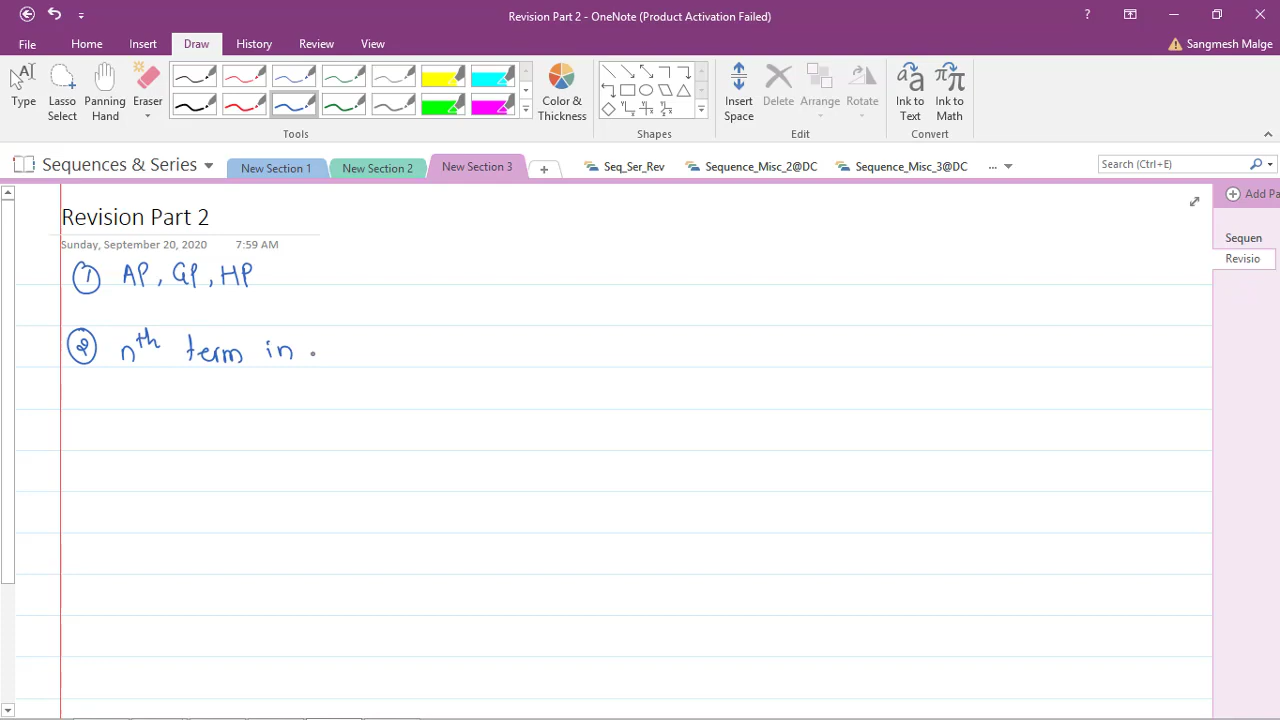 Revision Part 2 - OneNote (Product Activation Failed)
?
File Home Insert Draw History Review View Sangmesh Malge
Type Lasso Select Panning Hand Eraser Color & Thickness Insert Space Delete Arrange Rotate Ink to Text Ink to Math
Tools Shapes Edit Convert
Sequences & Series New Section 1 New Section 2 New Section 3 Seq_Ser_Rev Sequence_Misc_2@DC Sequence_Misc_3@DC ... Search (Ctrl+E)
Add Pa
Revision Part 2
Sequen
Sunday, September 20, 2020 7:59 AM
Revisio
① AP, GP, HP
② nth term in